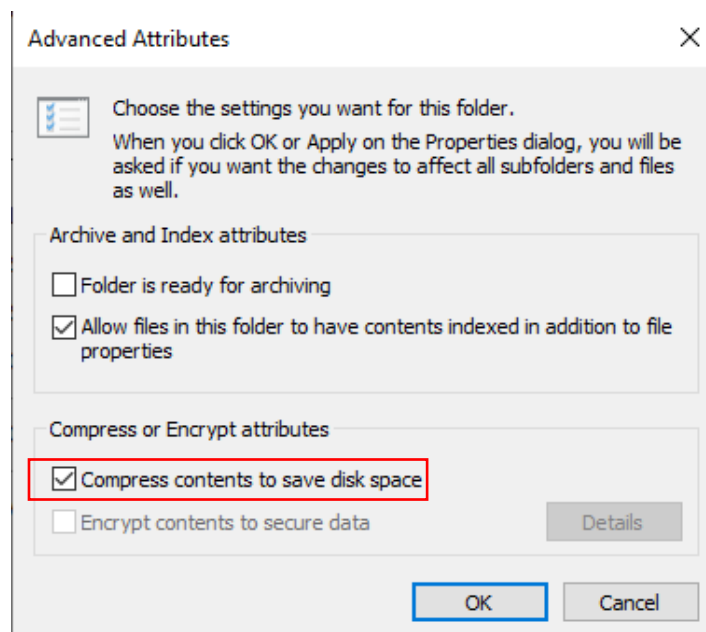 Advanced Attributes
Choose the settings you want for this folder.
When you click OK or Apply on the Properties dialog, you will be
asked if you want the changes to affect all subfolders and files
as well.
Archive and Index attributes
Folder is ready for archiving
Allow files in this folder to have contents indexed in addition to file
properties
Compress or Encrypt attributes
Compress contents to save disk space
Encrypt contents to secure data
Details
OK
Cancel